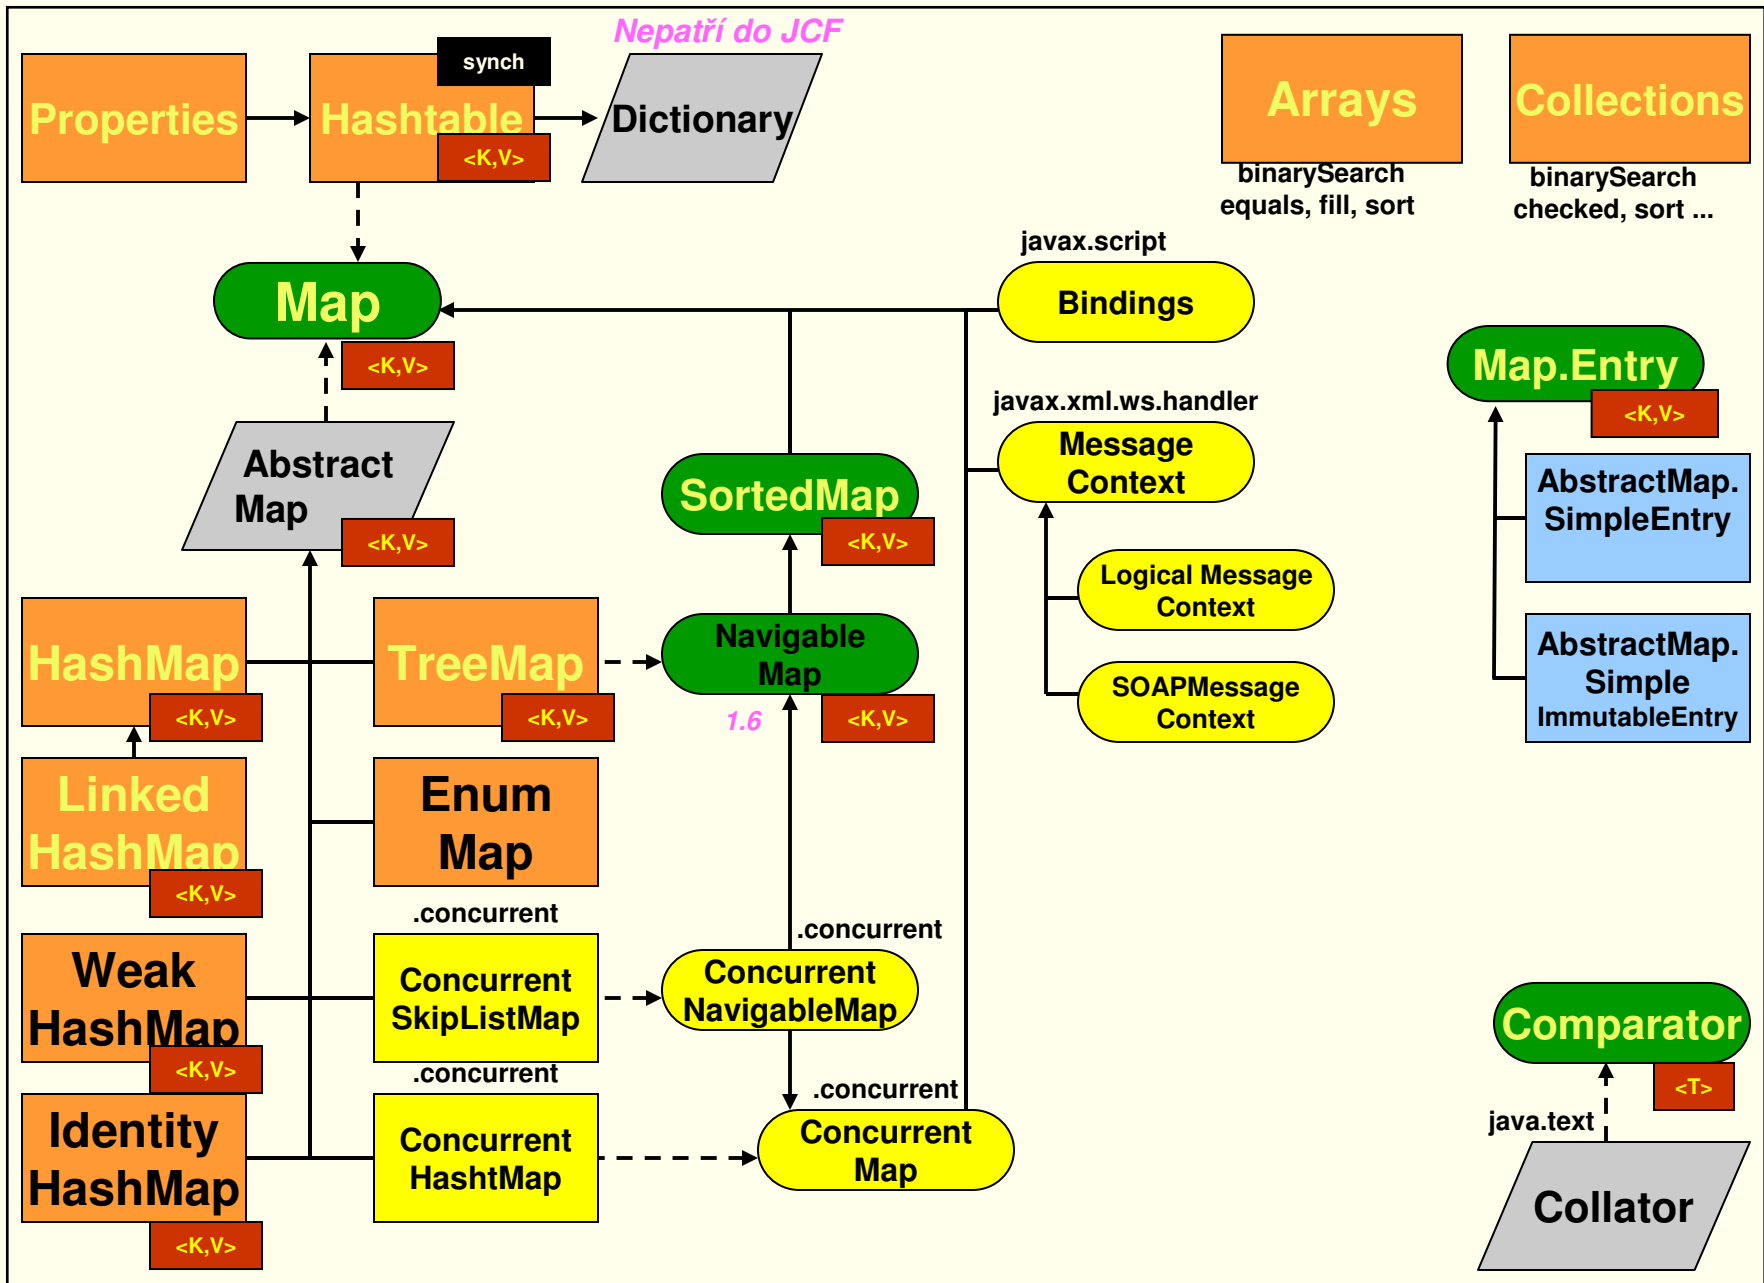 Nepatří do JCF
synch
Properties
Hashtable
<K,V>
Dictionary
Arrays
binarySearch
equals, fill, sort
Collections
binarySearch
checked, sort ...
Map
<K,V>
javax.script
Bindings
Map.Entry
<K,V>
Abstract
Map
<K,V>
SortedMap
<K,V>
javax.xml.ws.handler
Message
Context
AbstractMap.
SimpleEntry
Logical Message
Context
SOAPMessage
Context
AbstractMap.
Simple
ImmutableEntry
HashMap
<K,V>
TreeMap
<K,V>
Navigable
Map
1.6
<K,V>
Linked
HashMap
<K,V>
Enum
Map
Weak
HashMap
<K,V>
.concurrent
Concurrent
SkipListMap
.concurrent
Concurrent
NavigableMap
Identity
HashMap
<K,V>
.concurrent
Concurrent
HashtMap
.concurrent
Concurrent
Map
Comparator
<T>
java.text
Collator